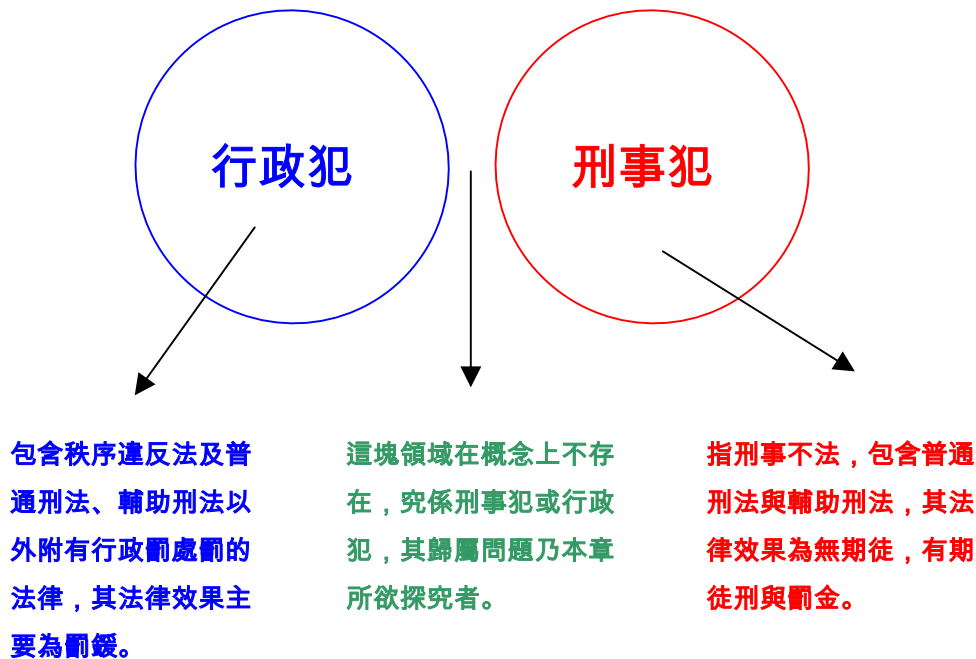 行政犯
刑事犯
包含秩序違反法及普
通刑法、輔助刑法以
外附有行政罰處罰的
法律，其法律效果主
要為罰鍰。
這塊領域在概念上不存
在，究係刑事犯或行政
犯，其歸屬問題乃本章
所欲探究者。
指刑事不法，包含普通
刑法與輔助刑法，其法
律效果為無期徒，有期
徒刑與罰金。